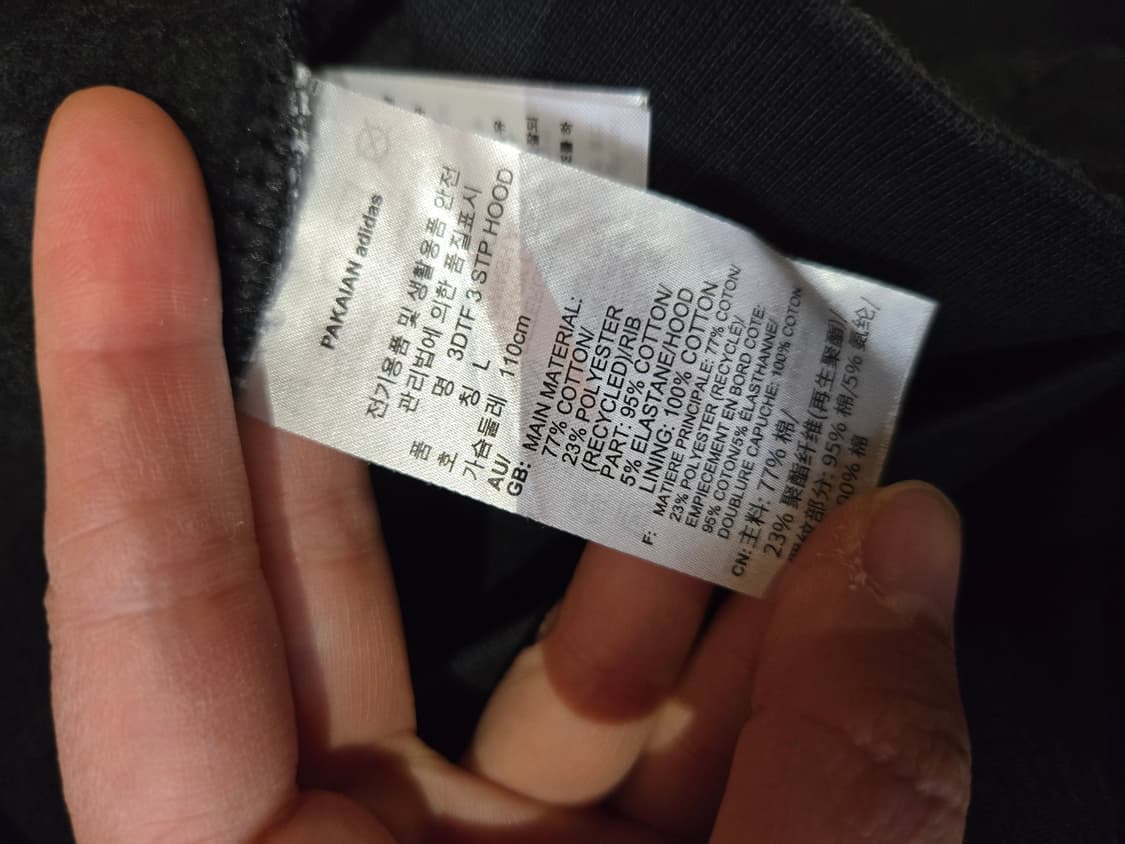 PAKAIAN adidas
전기용품 및 생활용품 안전
관리법에 의한 품질표시
품 명 3DTF 3-STP HOOD
호 칭 L
가슴둘레 110cm
AU/
GB: MAIN MATERIAL:
77% COTTON/
23% POLYESTER
(RECYCLED)/RIB
PART: 95% COTTON/
5% ELASTANE/HOOD
LINING: 100% COTTON
F: MATIERE PRINCIPALE: 77% COTON/
23% POLYESTER (RECYCLÉ)/
EMPIECEMENT EN BORD COTE:
95% COTON/5% ELASTHANNE/
DOUBLURE CAPUCHE: 100% COTON
CN: 主料: 77% 棉/
23% 聚酯纤维(再生聚酯)/
纹部分: 95% 棉/5% 氨纶/
00% 棉